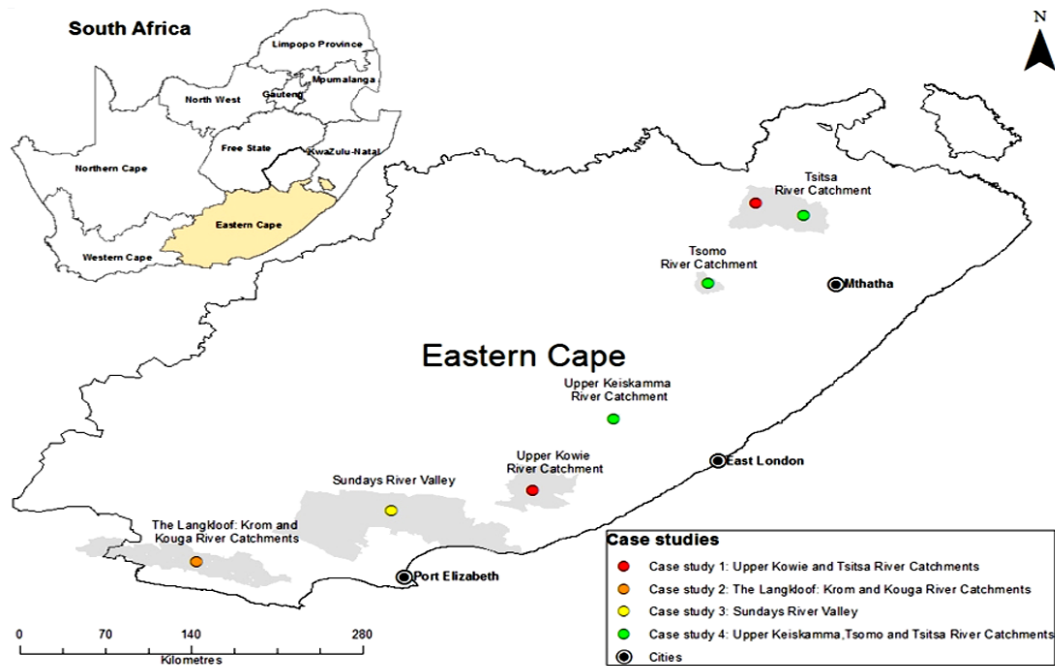 South Africa
Limpopo Province
Mpumalanga
Gauteng
North West
Free State
KwaZulu-Natal
Northern Cape
Eastern Cape
Western Cape
N
Tsitsa
River Catchment
Tsomo
River Catchment
Mthatha
Eastern Cape
Upper Keiskamma
River Catchment
East London
Upper Kowie
River Catchment
Sundays River Valley
The Langkloof: Krom and
Kouga River Catchments
Port Elizabeth
Case studies
Case study 1: Upper Kowie and Tsitsa River Catchments
Case study 2: The Langkloof: Krom and Kouga River Catchments
Case study 3: Sundays River Valley
Case study 4: Upper Keiskamma,Tsomo and Tsitsa River Catchments
Cities
0 70 140 280
Kilometres